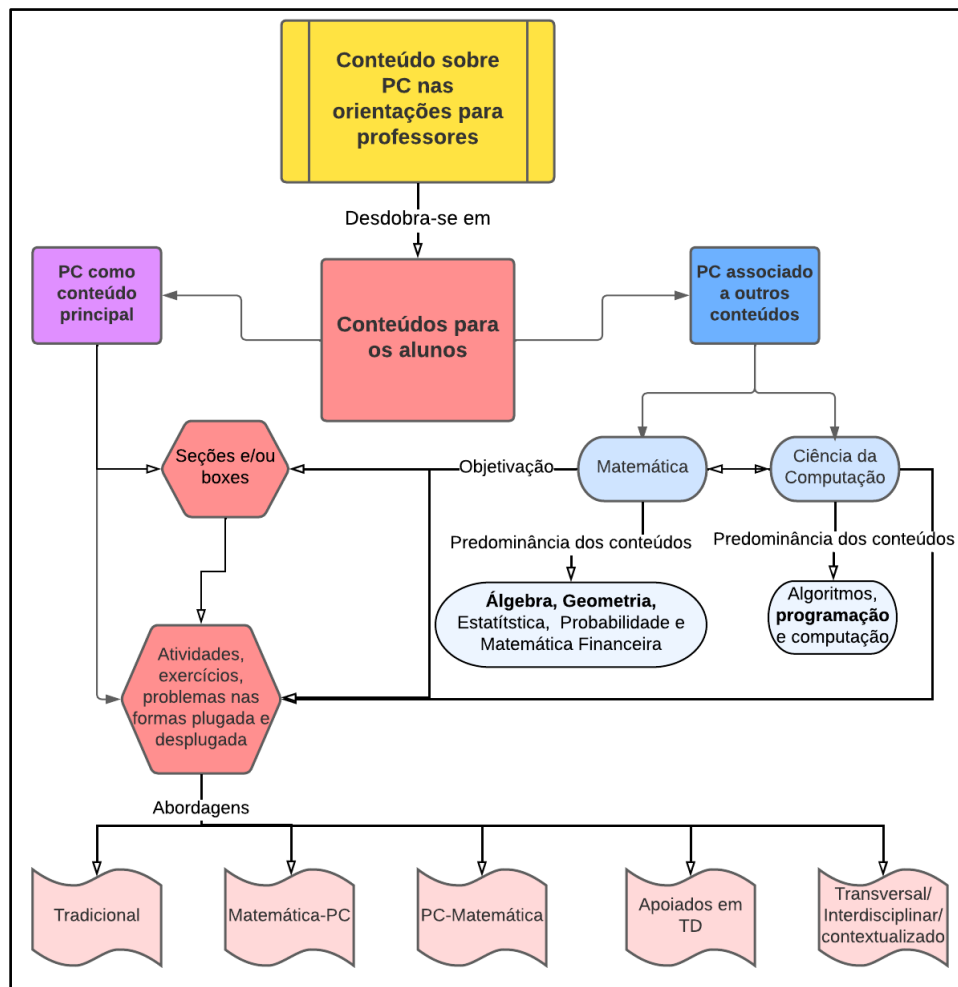 Conteúdo sobre
PC nas
orientações para
professores
Desdobra-se em
PC como
conteúdo
principal
Conteúdos para
os alunos
PC associado
a outros
conteúdos
Seções e/ou
boxes
Objetivação
Matemática
Ciência da
Computação
Predominância dos conteúdos
Predominância dos conteúdos
Álgebra, Geometria,
Estatítstica, Probabilidade e
Matemática Financeira
Algoritmos,
programação
e computação
Atividades,
exercícios,
problemas nas
formas plugada e
desplugada
Abordagens
Tradicional
Matemática-PC
PC-Matemática
Apoiados em
TD
Transversal/
Interdisciplinar/
contextualizado